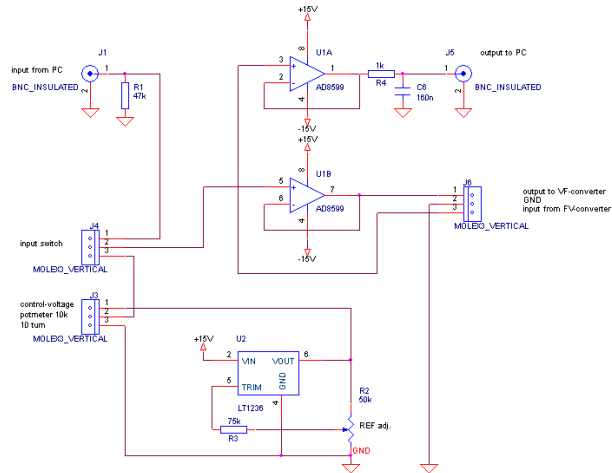 +15V
J1
input from PC
1
BNC_INSULATED
2
R1
47k
8
3
2
1
4
U1A
AD8599
-15V
1k
R4
C6
160n
J5
output to PC
1
BNC_INSULATED
2
+15V
8
5
6
7
4
U1B
AD8599
-15V
J6
1
2
3
output to VF-converter
GND
input from FV-converter
MOLEX3_VERTICAL
J4
input switch
1
2
3
MOLEX3_VERTICAL
J3
control-voltage
potmeter 10k
10 turn
1
2
3
MOLEX3_VERTICAL
+15V
U2
2
VIN
VOUT
6
5
TRIM
GND
4
LT1236
75k
R3
R2
50k
REF adj.
GND